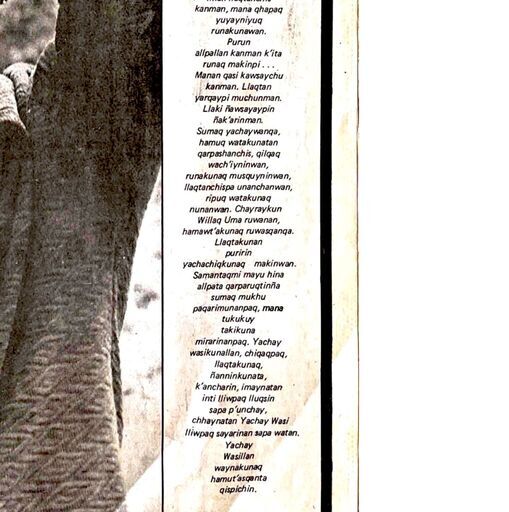 kanman, mana qhapaq
yuyayniyuq
runakunawan.
Purun
allpallan kanman k'ita
runaq makinpi . . .
Manan qasi kawsaychu
kanman. Llaqtan
yarqaypi muchunman.
Llaki ñawsayaypin
ñak'arinman.
Sumaq yachaywanqa,
hamuq watakunatan
qarpashanchis, qilqaq
wach'iyninwan,
runakunaq musquyninwan,
llaqtanchispa unanchanwan,
ripuq watakunaq
nunanwan. Chayraykun
Willaq Uma ruwanan,
hamawt'akunaq ruwasqanqa.
Llaqtakunan
puririn
yachachiqkunaq makinwan.
Samantaqmi mayu hina
allpata qarparuqtinña
sumaq mukhu
paqarimunanpaq, mana
tukukuy
takikuna
mirarinanpaq. Yachay
wasikunallan, chiqaqpaq,
llaqtakunaq,
ñanninkunata,
k'ancharin, imaynatan
inti lliwpaq lluqsin
sapa p'unchay,
chhaynatan Yachay Wasi
lliwpaq sayarinan sapa watan.
Yachay
Wasillan
waynakunaq
hamut'asqanta
qispichin.